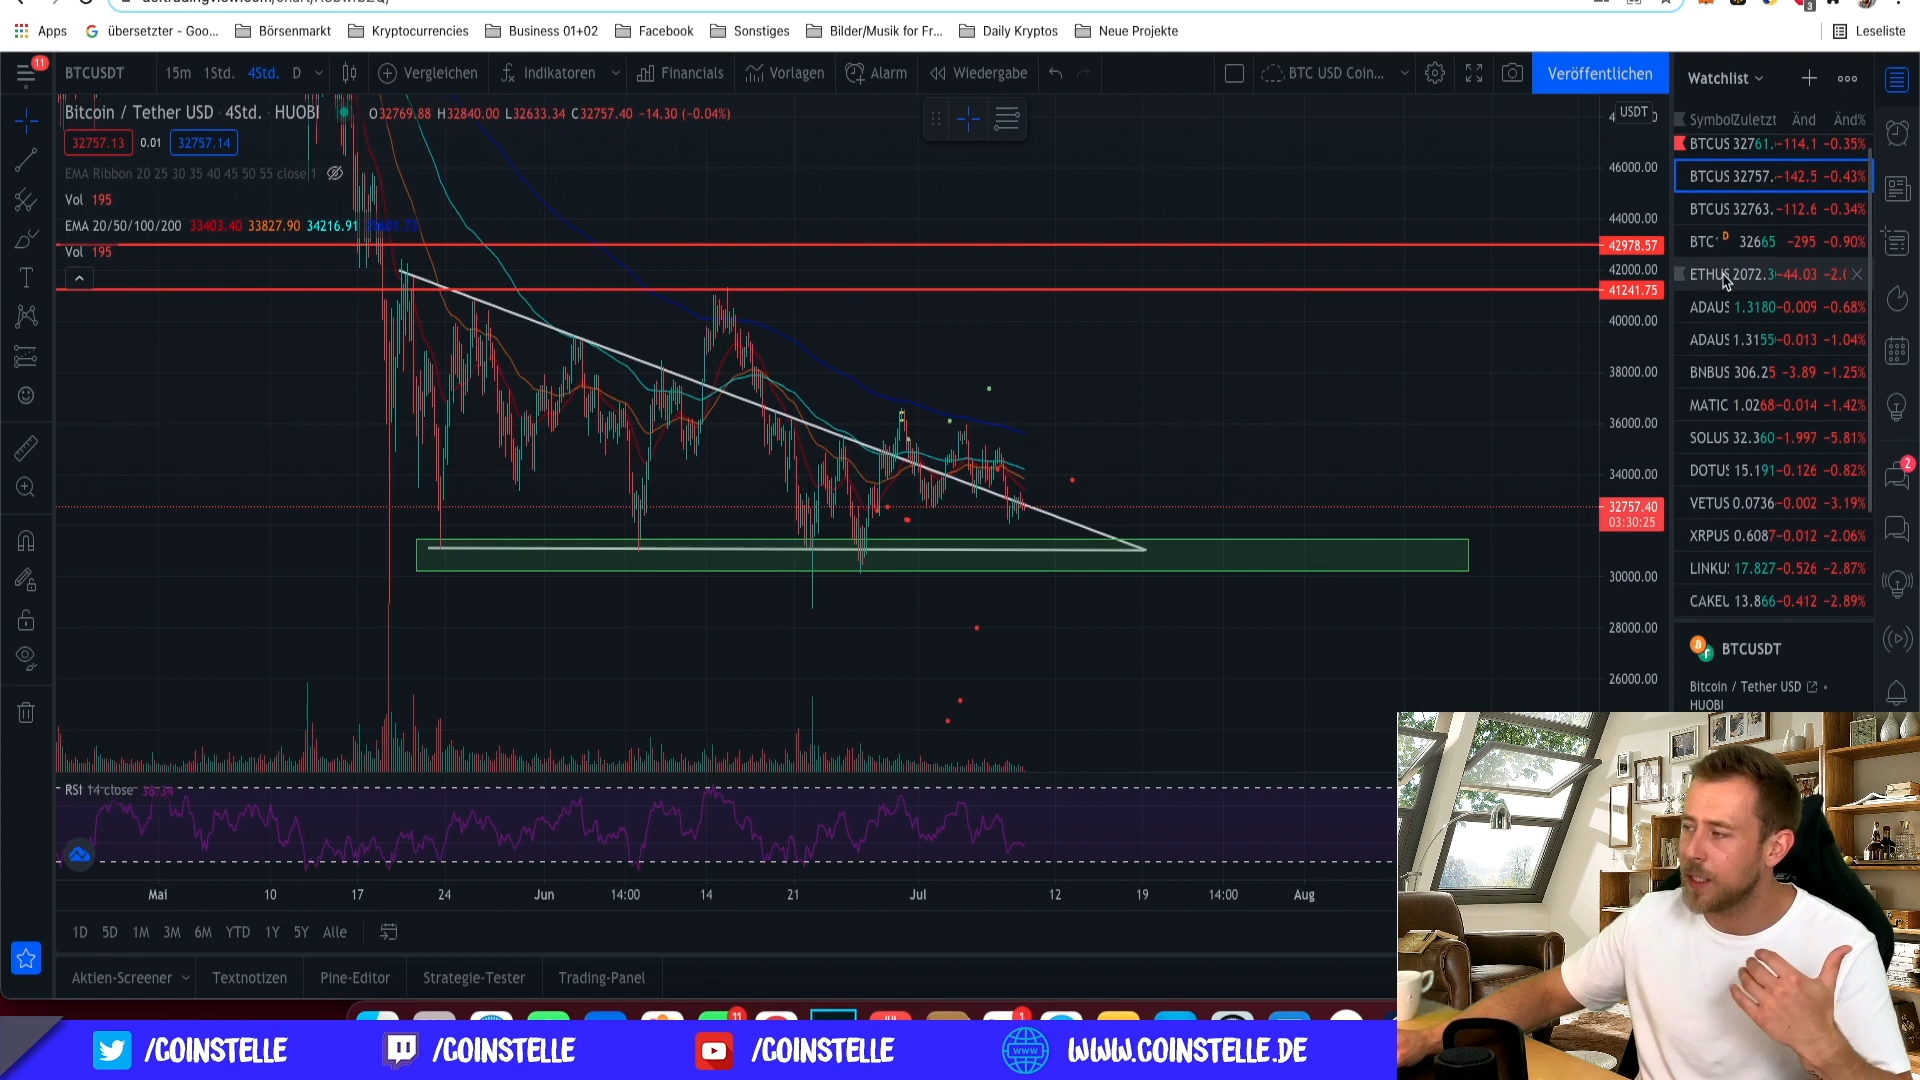 Apps übersetzter - Goo... Börsenmarkt Kryptocurrencies Business 01+02 Facebook Sonstiges Bilder/Musik for Fr... Daily Kryptos Neue Projekte Leseliste
11 BTCUSDT 15m 1Std. 4Std. D Vergleichen Indikatoren Financials Vorlagen Alarm Wiedergabe BTC USD Coin... Veröffentlichen Watchlist
Bitcoin / Tether USD · 4Std. · HUOBI O32769.88 H32840.00 L32633.34 C32757.40 −14.30 (−0.04%)
32757.13 0.01 32757.14
EMA Ribbon 20 25 30 35 40 45 50 55 close 1
Vol 195
EMA 20/50/100/200 33403.40 33827.90 34216.91
Vol 195
USDT
46000.00
44000.00
42978.57
42000.00
41241.75
40000.00
38000.00
36000.00
34000.00
32757.40
03:30:25
30000.00
28000.00
26000.00
Symbol Zuletzt Änd Änd%
BTCUS 32761. −114.1 −0.35%
BTCUS 32757. −142.5 −0.43%
BTCUS 32763. −112.6 −0.34%
BTC D 32665 −295 −0.90%
ETHUS 2072.3 −44.03 −2.
ADAUS 1.3180 −0.009 −0.68%
ADAUS 1.3155 −0.013 −1.04%
BNBUS 306.25 −3.89 −1.25%
MATIC 1.0268 −0.014 −1.42%
SOLUS 32.360 −1.997 −5.81%
DOTUS 15.191 −0.126 −0.82%
VETUS 0.0736 −0.002 −3.19%
XRPUS 0.6087 −0.012 −2.06%
LINKU 17.827 −0.526 −2.87%
CAKEU 13.866 −0.412 −2.89%
BTCUSDT
Bitcoin / Tether USD
HUOBI
RSI 14 close
Mai 10 17 24 Jun 14:00 14 21 Jul 12 19 14:00 Aug
1D 5D 1M 3M 6M YTD 1Y 5Y Alle
Aktien-Screener Textnotizen Pine-Editor Strategie-Tester Trading-Panel
/COINSTELLE /COINSTELLE /COINSTELLE WWW.COINSTELLE.DE